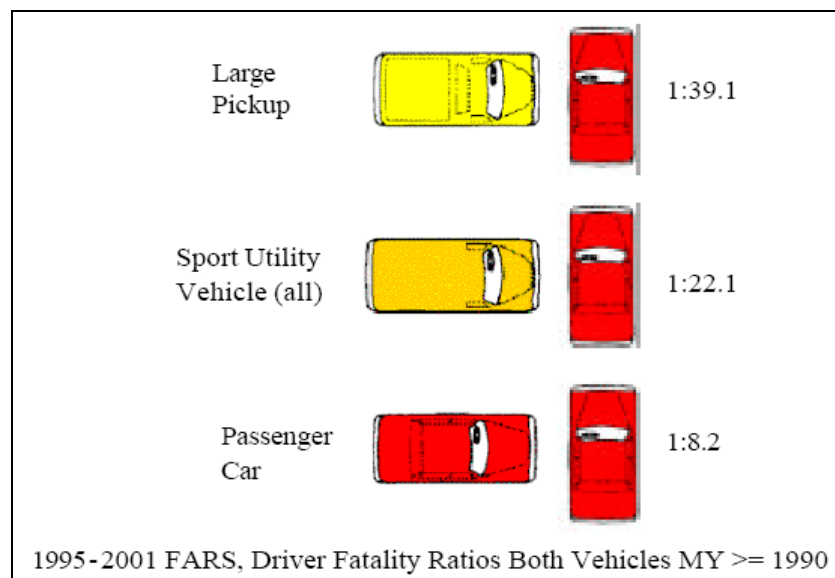 Large
Pickup
1:39.1
Sport Utility
Vehicle (all)
1:22.1
Passenger
Car
1:8.2
1995-2001 FARS, Driver Fatality Ratios Both Vehicles MY >= 1990